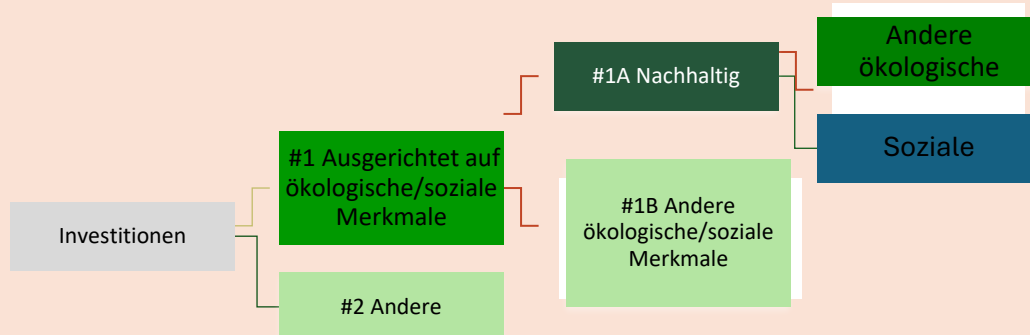 Investitionen
#1 Ausgerichtet auf
ökologische/soziale
Merkmale
#2 Andere
#1A Nachhaltig
#1B Andere
ökologische/soziale
Merkmale
Andere
ökologische
Soziale